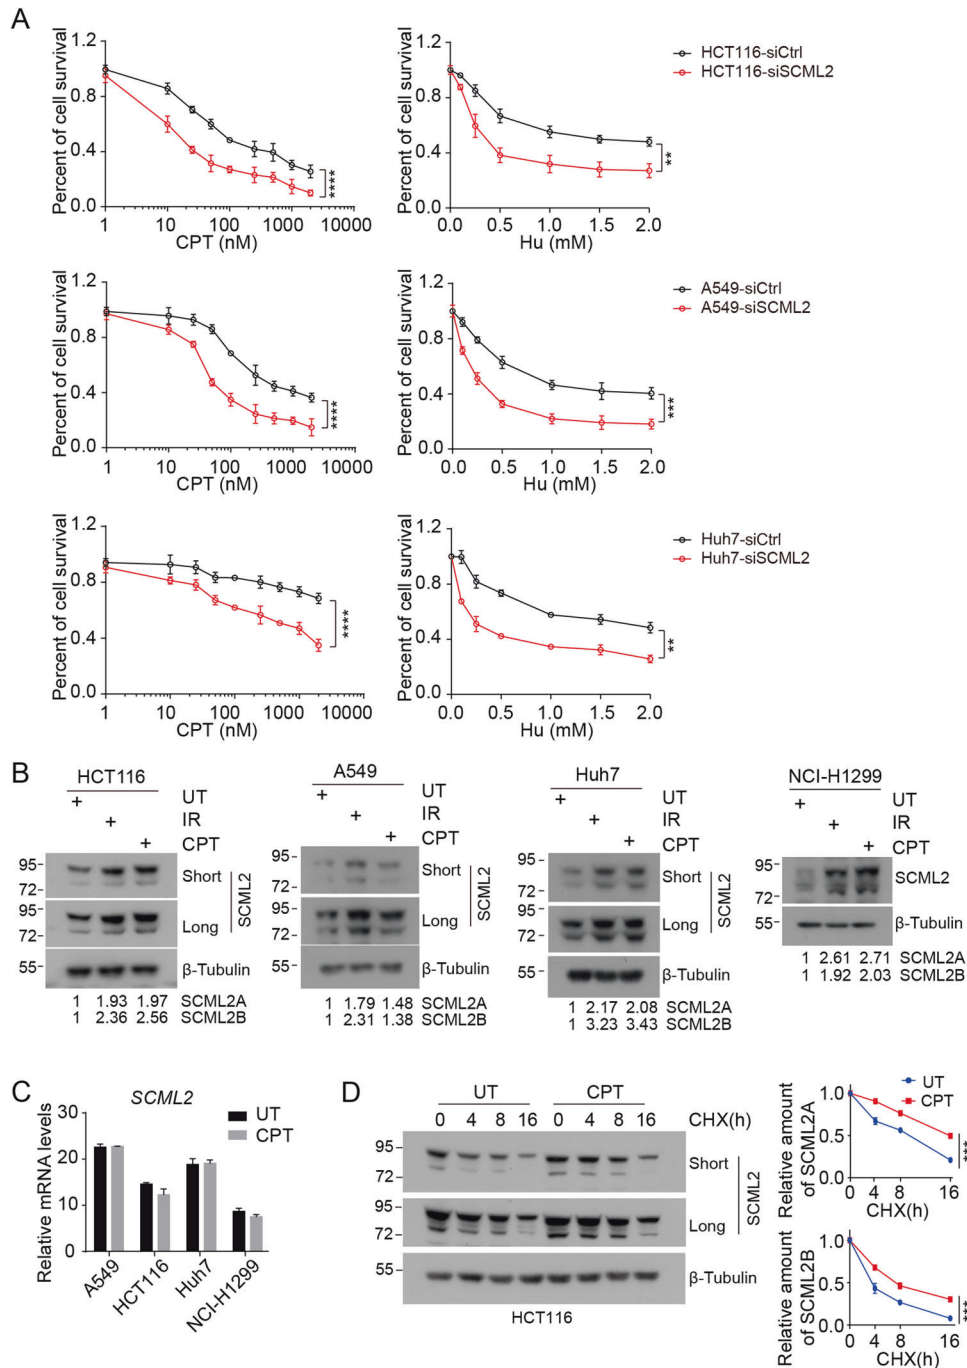 A
Percent of cell survival
1.2
0.8
0.4
0.0
1 10 100 1000 10000
CPT (nM)
****
Percent of cell survival
1.2
0.8
0.4
0.0
0.0 0.5 1.0 1.5 2.0
Hu (mM)
**
HCT116-siCtrl
HCT116-siSCML2
Percent of cell survival
1.2
0.8
0.4
0.0
1 10 100 1000 10000
CPT (nM)
****
Percent of cell survival
1.2
0.8
0.4
0.0
0.0 0.5 1.0 1.5 2.0
Hu (mM)
***
A549-siCtrl
A549-siSCML2
Percent of cell survival
1.2
0.8
0.4
0.0
1 10 100 1000 10000
CPT (nM)
****
Percent of cell survival
1.2
0.8
0.4
0.0
0.0 0.5 1.0 1.5 2.0
Hu (mM)
**
Huh7-siCtrl
Huh7-siSCML2
B
HCT116
+ UT
+ IR
+ CPT
95
72
Short
95
72
Long
SCML2
55
β-Tubulin
1 1.93 1.97 SCML2A
1 2.36 2.56 SCML2B
A549
+ UT
+ IR
+ CPT
95
72
Short
95
72
Long
SCML2
55
β-Tubulin
1 1.79 1.48 SCML2A
1 2.31 1.38 SCML2B
Huh7
+ UT
+ IR
+ CPT
95
72
Short
95
72
Long
SCML2
55
β-Tubulin
1 2.17 2.08 SCML2A
1 3.23 3.43 SCML2B
NCI-H1299
+ UT
+ IR
+ CPT
95
72
SCML2
55
β-Tubulin
1 2.61 2.71 SCML2A
1 1.92 2.03 SCML2B
C
SCML2
UT
CPT
Relative mRNA levels
30
20
10
0
A549
HCT116
Huh7
NCI-H1299
D
UT CPT
0 4 8 16 0 4 8 16 CHX(h)
95
72
Short
95
72
Long
SCML2
55
β-Tubulin
HCT116
UT
CPT
Relative amount
of SCML2A
1.0
0.5
0.0
0 4 8 16
CHX(h)
Relative amount
of SCML2B
1.0
0.5
0.0
0 4 8 16
CHX(h)